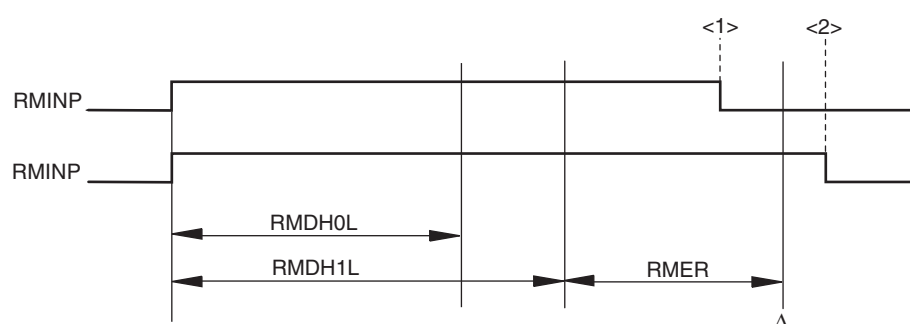 <1> <2>
RMINP
RMINP
RMDH0L
RMDH1L RMER
Δ